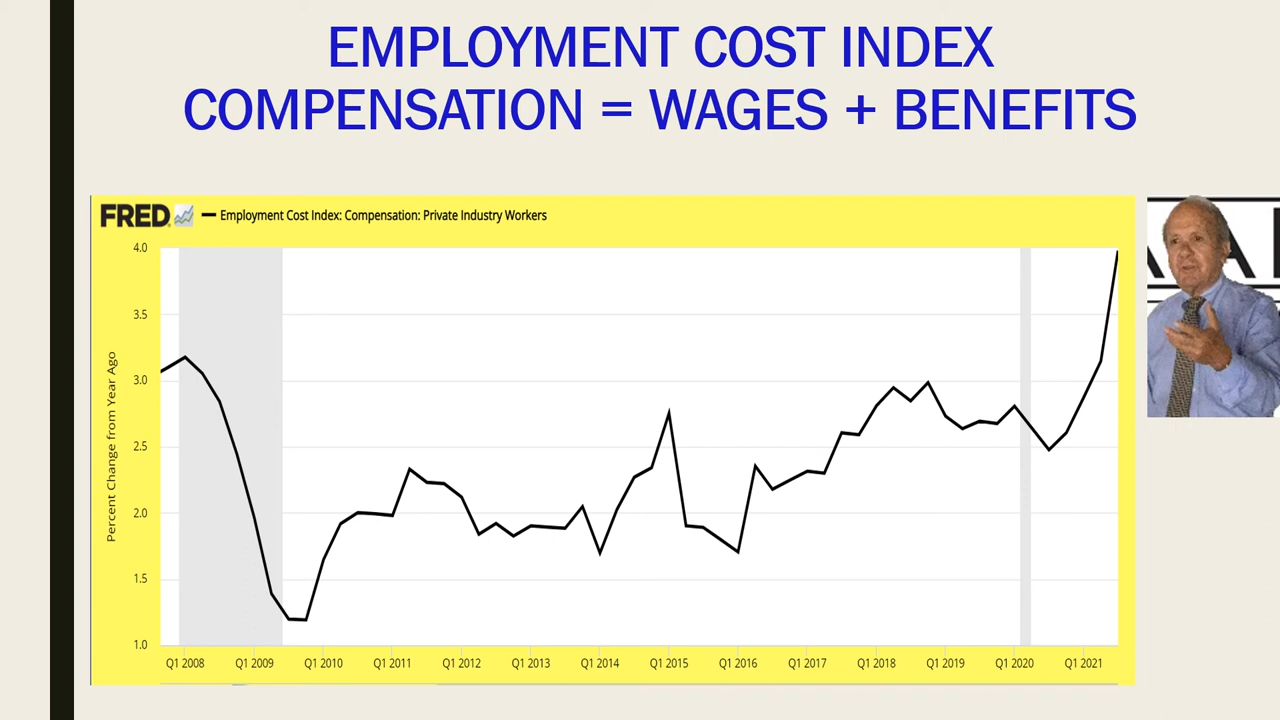 EMPLOYMENT COST INDEX
COMPENSATION = WAGES + BENEFITS
FRED — Employment Cost Index: Compensation: Private Industry Workers
Percent Change from Year Ago
4.0
3.5
3.0
2.5
2.0
1.5
1.0
Q1 2008 Q1 2009 Q1 2010 Q1 2011 Q1 2012 Q1 2013 Q1 2014 Q1 2015 Q1 2016 Q1 2017 Q1 2018 Q1 2019 Q1 2020 Q1 2021